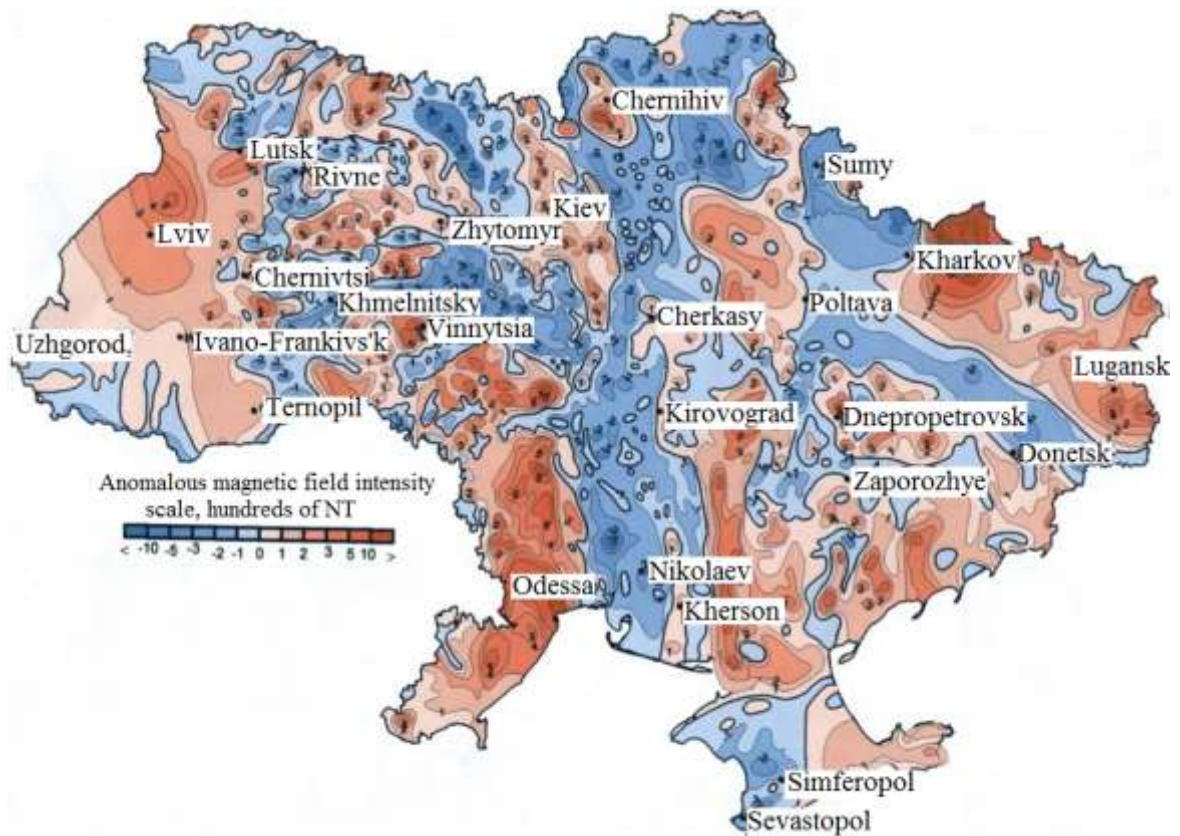 Chernihiv
Lutsk
Rivne
Sumy
Kiev
Lviv
Zhytomyr
Kharkov
Chernivtsi
Khmelnitsky
Poltava
Cherkasy
Vinnytsia
Uzhgorod,
Ivano-Frankivs'k
Lugansk
Ternopil
Kirovograd
Dnepropetrovsk
Donetsk
Zaporozhye
Anomalous magnetic field intensity
scale, hundreds of NT
< -10 -5 -3 -2 -1 0 1 2 3 5 10 >
Odessa
Nikolaev
Kherson
Simferopol
Sevastopol